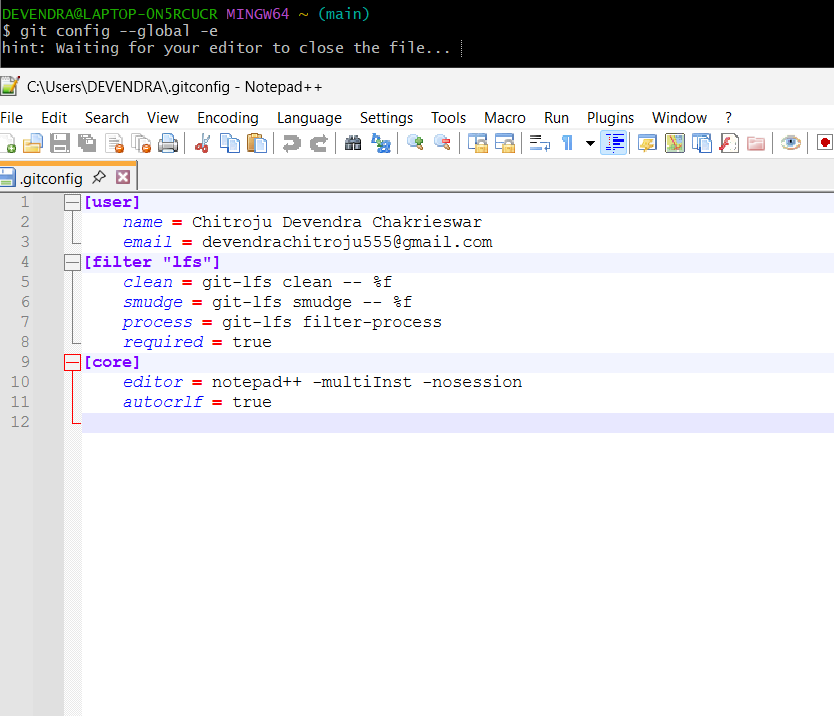 DEVENDRA@LAPTOP-ON5RCUCR MINGW64 ~ (main)
$ git config --global -e
hint: Waiting for your editor to close the file...
C:\Users\DEVENDRA\.gitconfig - Notepad++
File Edit Search View Encoding Language Settings Tools Macro Run Plugins Window ?
.gitconfig
1 [user]
2 name = Chitroju Devendra Chakrieswar
3 email = devendrachitroju555@gmail.com
4 [filter "lfs"]
5 clean = git-lfs clean -- %f
6 smudge = git-lfs smudge -- %f
7 process = git-lfs filter-process
8 required = true
9 [core]
10 editor = notepad++ -multiInst -nosession
11 autocrlf = true
12